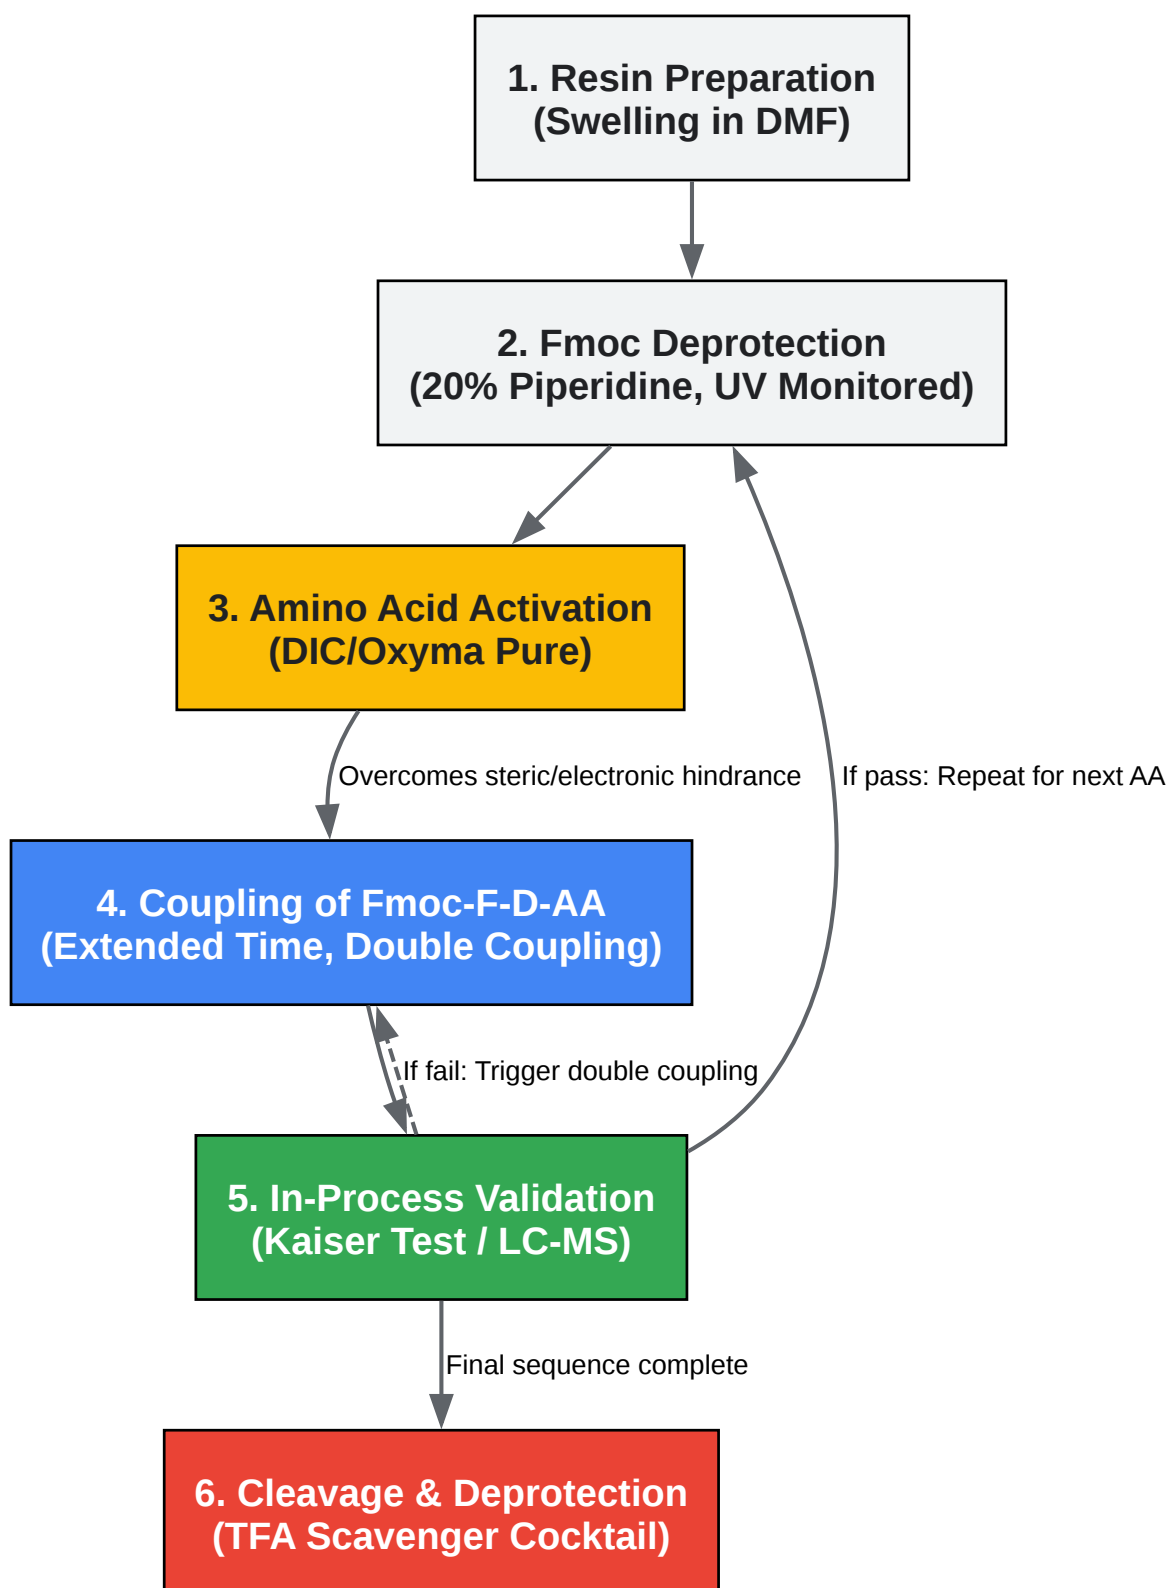 1. Resin Preparation
(Swelling in DMF)
2. Fmoc Deprotection
(20% Piperidine, UV Monitored)
3. Amino Acid Activation
(DIC/Oxyma Pure)
Overcomes steric/electronic hindrance
If pass: Repeat for next AA
4. Coupling of Fmoc-F-D-AA
(Extended Time, Double Coupling)
If fail: Trigger double coupling
5. In-Process Validation
(Kaiser Test / LC-MS)
Final sequence complete
6. Cleavage & Deprotection
(TFA Scavenger Cocktail)